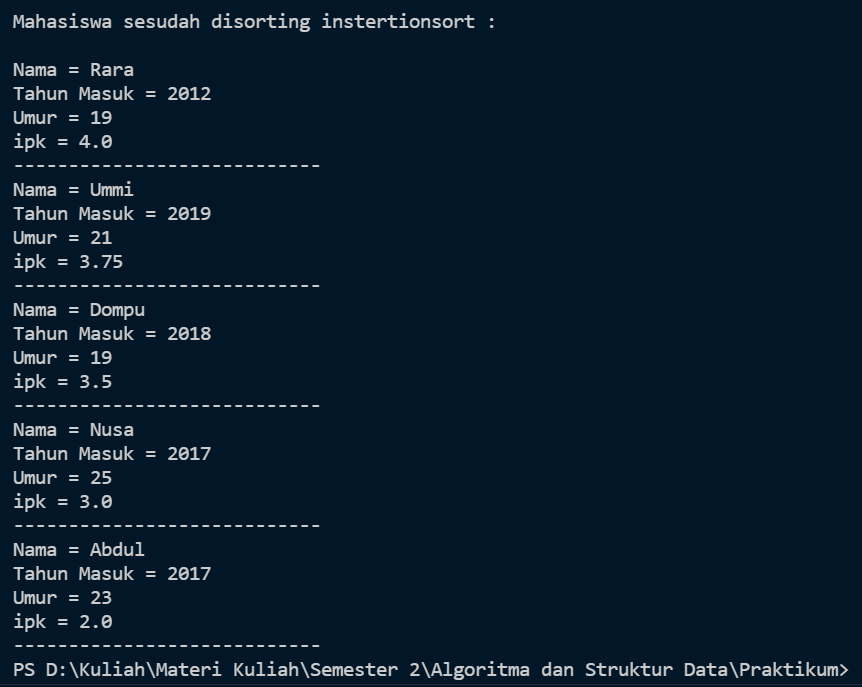 Mahasiswa sesudah disorting instertionsort :
Nama = Rara
Tahun Masuk = 2012
Umur = 19
ipk = 4.0
----------------------------
Nama = Ummi
Tahun Masuk = 2019
Umur = 21
ipk = 3.75
----------------------------
Nama = Dompu
Tahun Masuk = 2018
Umur = 19
ipk = 3.5
----------------------------
Nama = Nusa
Tahun Masuk = 2017
Umur = 25
ipk = 3.0
----------------------------
Nama = Abdul
Tahun Masuk = 2017
Umur = 23
ipk = 2.0
----------------------------
PS D:\Kuliah\Materi Kuliah\Semester 2\Algoritma dan Struktur Data\Praktikum>